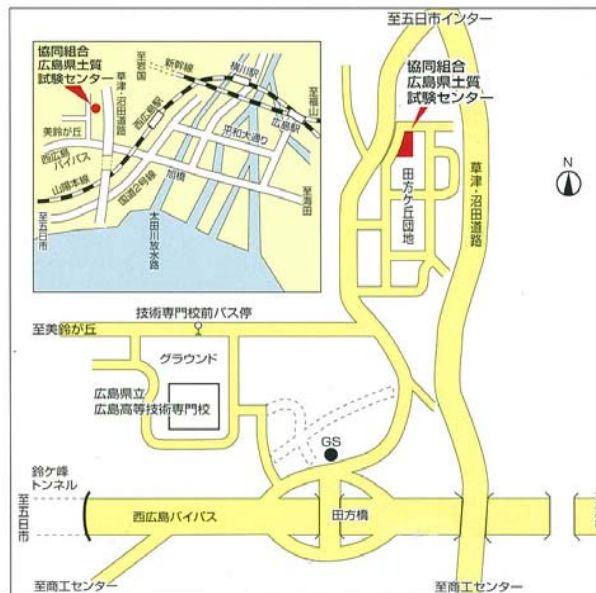 至五日市インター
協同組合
広島県土質
試験センター
草津・沼田道路
至岩国
新幹線
横川駅
至福山
西広島駅
広島駅
美鈴が丘
平和大通り
西広島
バイパス
山陽本線
国道2号線
旭橋
至海田
至五日市
太田川放水路
協同組合
広島県土質
試験センター
田方ケ丘団地
草津・沼田道路
N
技術専門校前バス停
至美鈴が丘
グラウンド
広島県立
広島高等技術専門校
GS
鈴ケ峰
トンネル
至五日市
西広島バイパス
田方橋
至商工センター
至商工センター